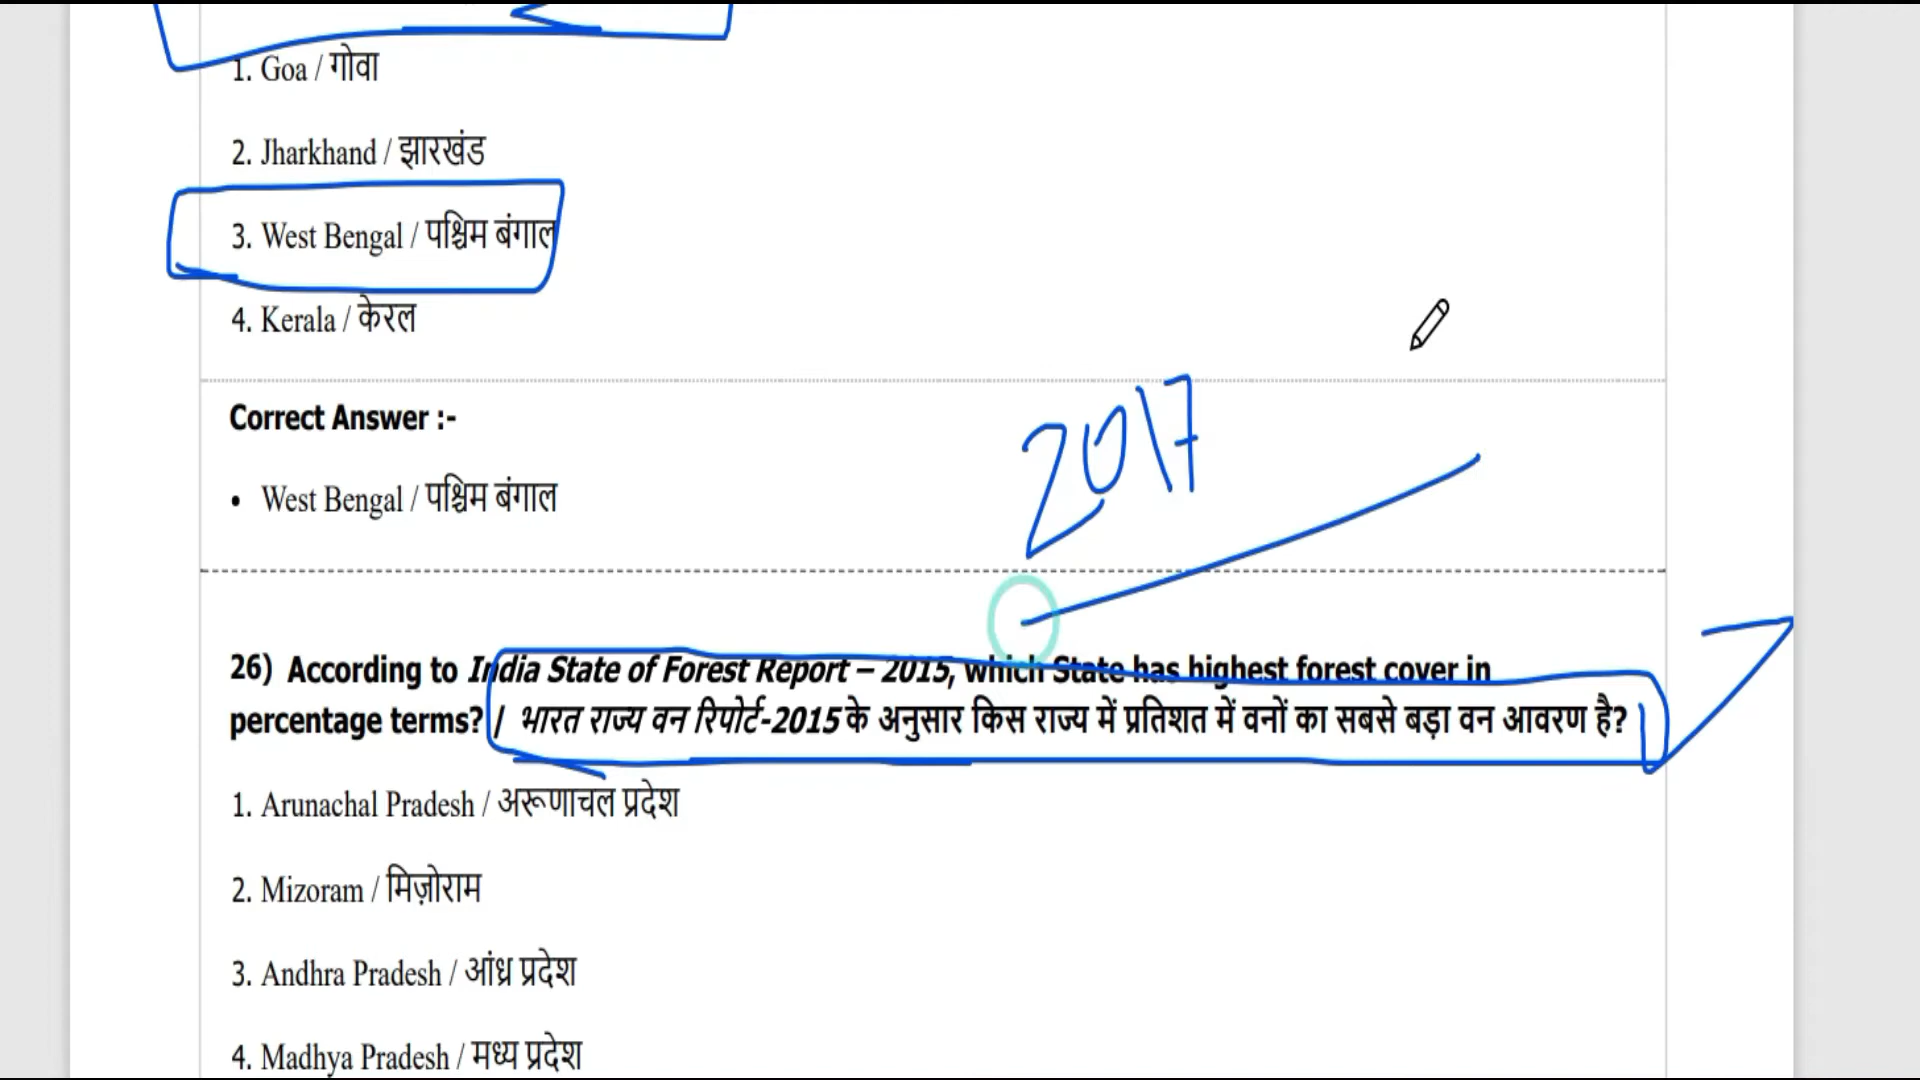 1. Goa / गोवा
2. Jharkhand / झारखंड
3. West Bengal / पश्चिम बंगाल
4. Kerala / केरल
Correct Answer :-
• West Bengal / पश्चिम बंगाल
2017
26) According to India State of Forest Report – 2015, which State has highest forest cover in
percentage terms? / भारत राज्य वन रिपोर्ट-2015 के अनुसार किस राज्य में प्रतिशत में वनों का सबसे बड़ा वन आवरण है?
1. Arunachal Pradesh / अरूणाचल प्रदेश
2. Mizoram / मिज़ोराम
3. Andhra Pradesh / आंध्र प्रदेश
4. Madhya Pradesh / मध्य प्रदेश